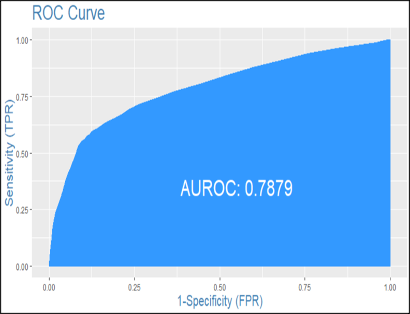 ROC Curve
1.00
0.75
0.50
0.25
0.00
Sensitivity (TPR)
AUROC: 0.7879
0.00 0.25 0.50 0.75 1.00
1-Specificity (FPR)